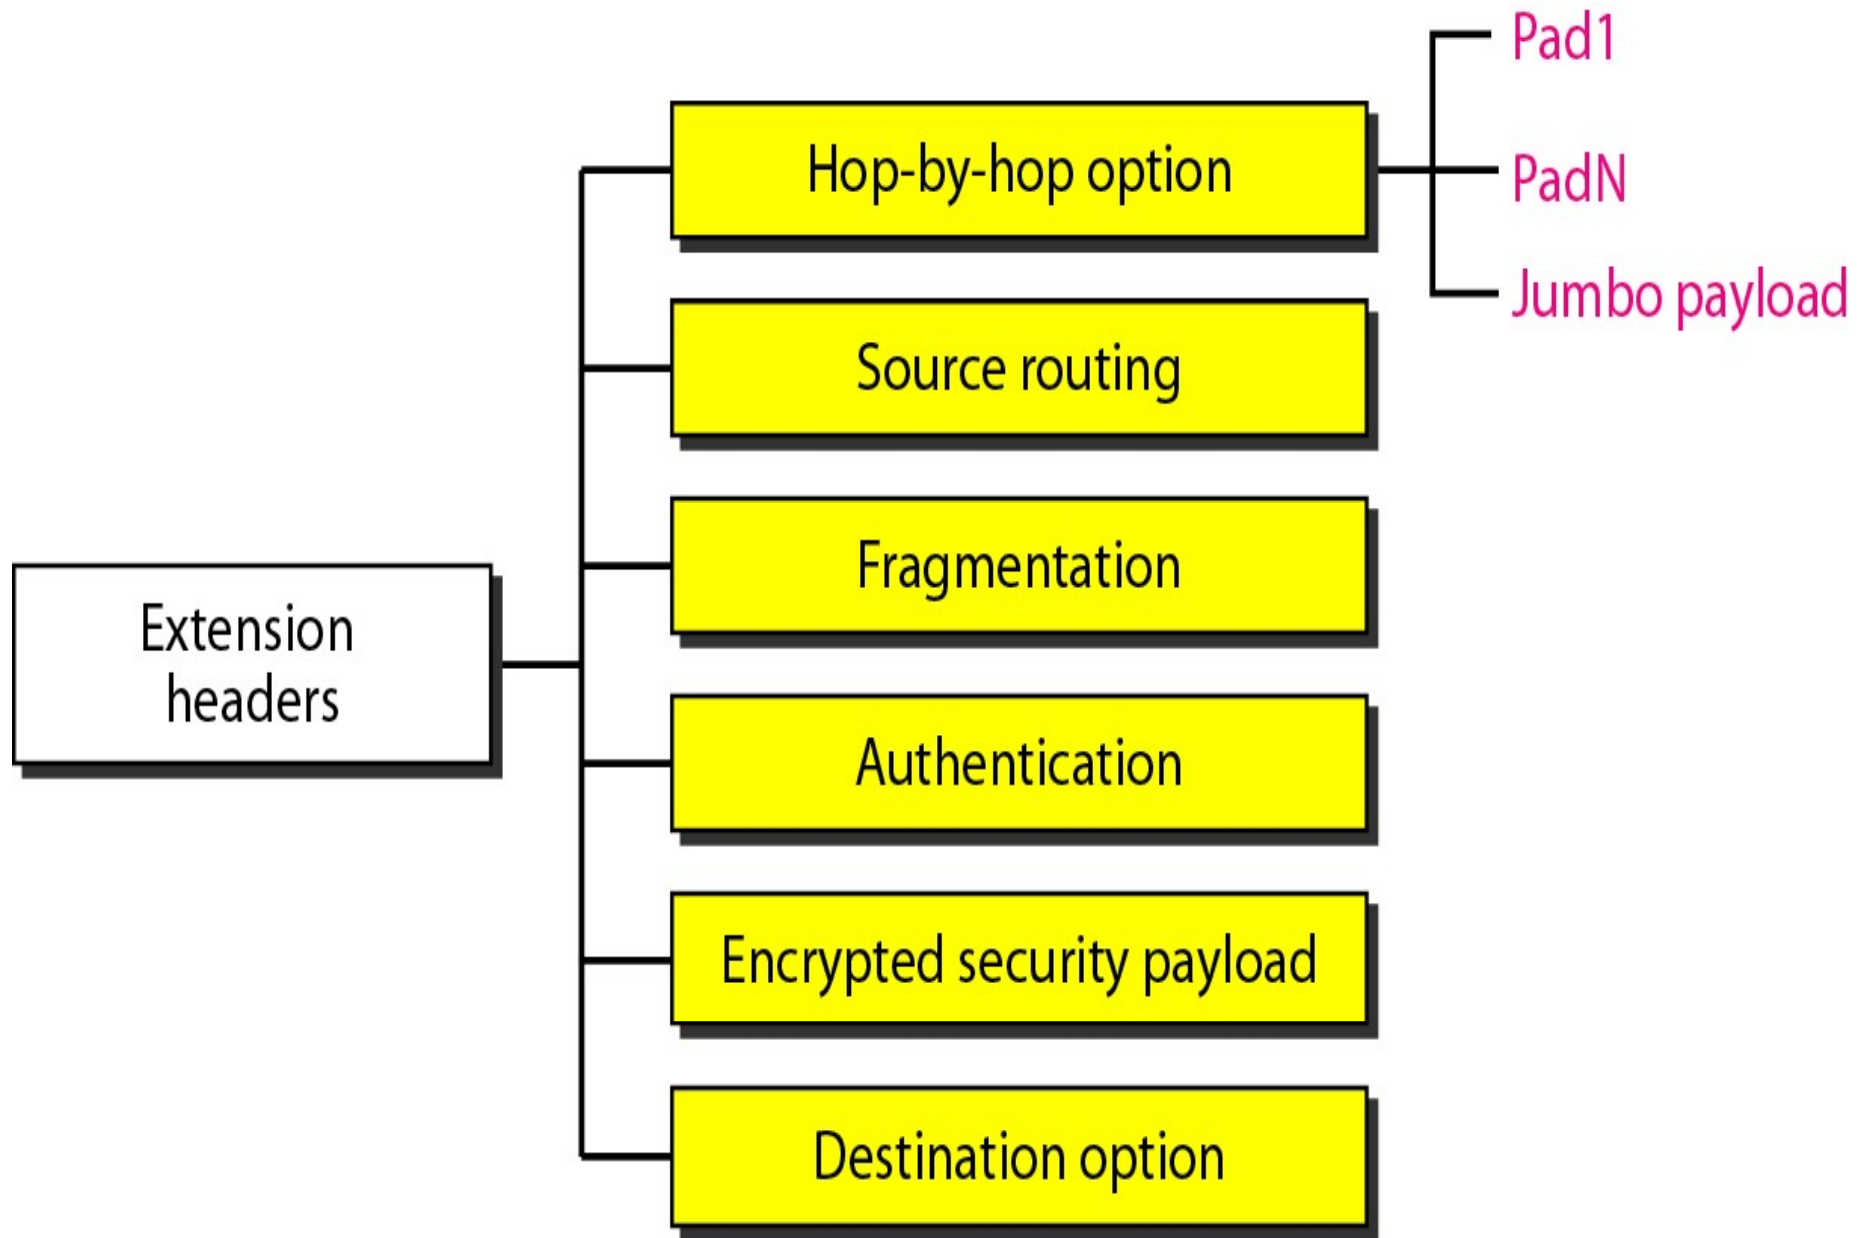 Pad1
Hop-by-hop option
PadN
Jumbo payload
Source routing
Fragmentation
Extension
headers
Authentication
Encrypted security payload
Destination option